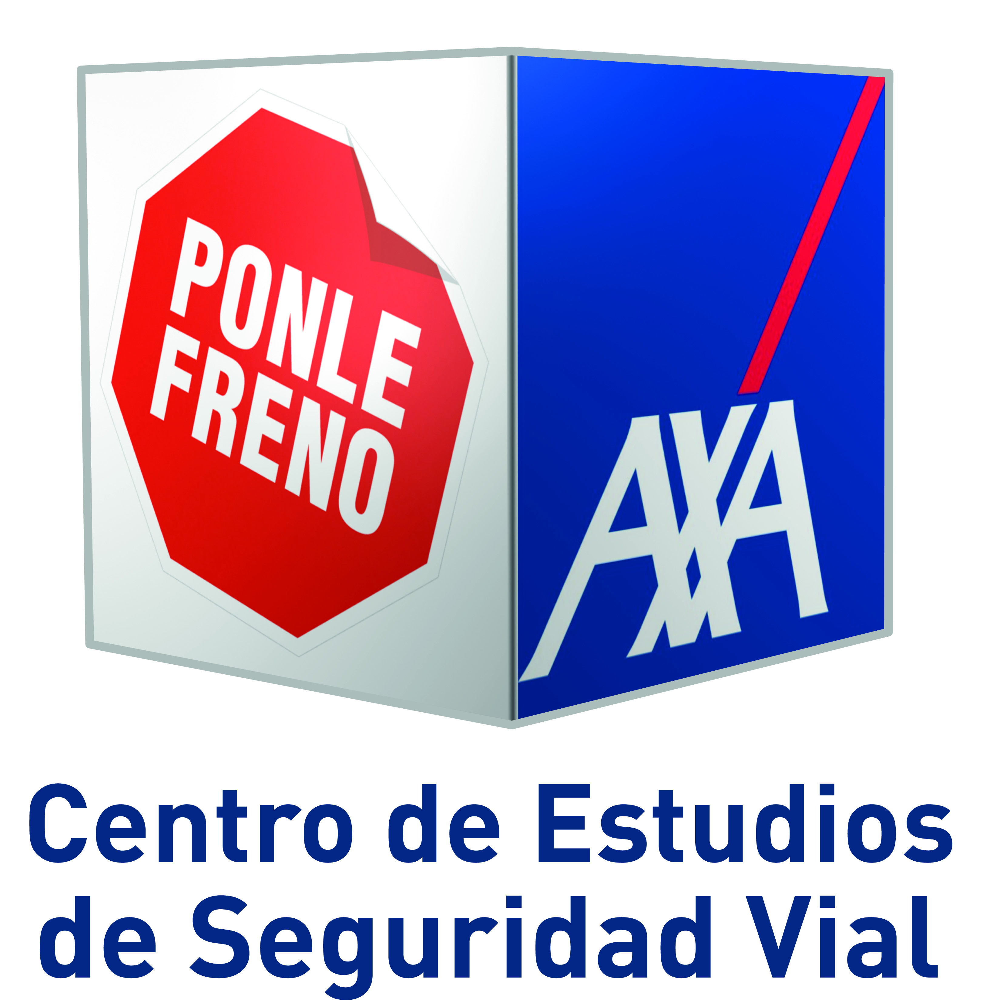 PONLE
FRENO
AXA
Centro de Estudios
de Seguridad Vial